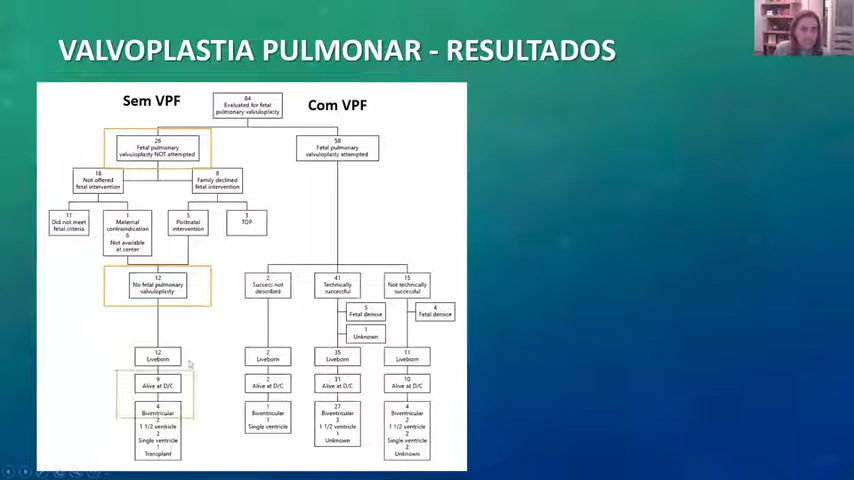 VALVOPLASTIA PULMONAR - RESULTADOS
Sem VPF
Com VPF
84
Evaluated for fetal
pulmonary valvuloplasty
26
Fetal pulmonary
valvuloplasty NOT attempted
58
Fetal pulmonary
valvuloplasty attempted
18
Not offered
fetal intervention
8
Family declined
fetal intervention
11
Did not meet
fetal criteria
1
Maternal
contraindication
6
Not available
at center
5
Postnatal
intervention
3
TOP
12
No fetal pulmonary
valvuloplasty
2
Success not
described
41
Technically
successful
15
Not technically
successful
5
Fetal demise
1
Unknown
4
Fetal demise
12
Liveborn
2
Liveborn
35
Liveborn
11
Liveborn
9
Alive at D/C
2
Alive at D/C
31
Alive at D/C
10
Alive at D/C
4
Biventricular
2
1 1/2 ventricle
2
Single ventricle
1
Transplant
1
Biventricular
1
Single ventricle
27
Biventricular
3
1 1/2 ventricle
1
Unknown
4
Biventricular
2
1 1/2 ventricle
2
Single ventricle
2
Unknown